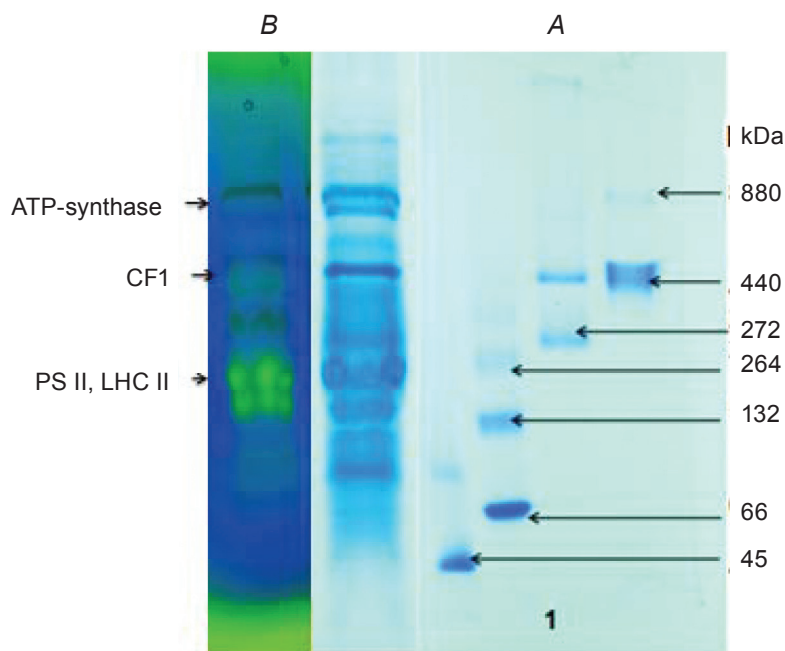 B
A
kDa
ATP-synthase
880
CF1
440
272
264
PS II, LHC II
132
66
45
1